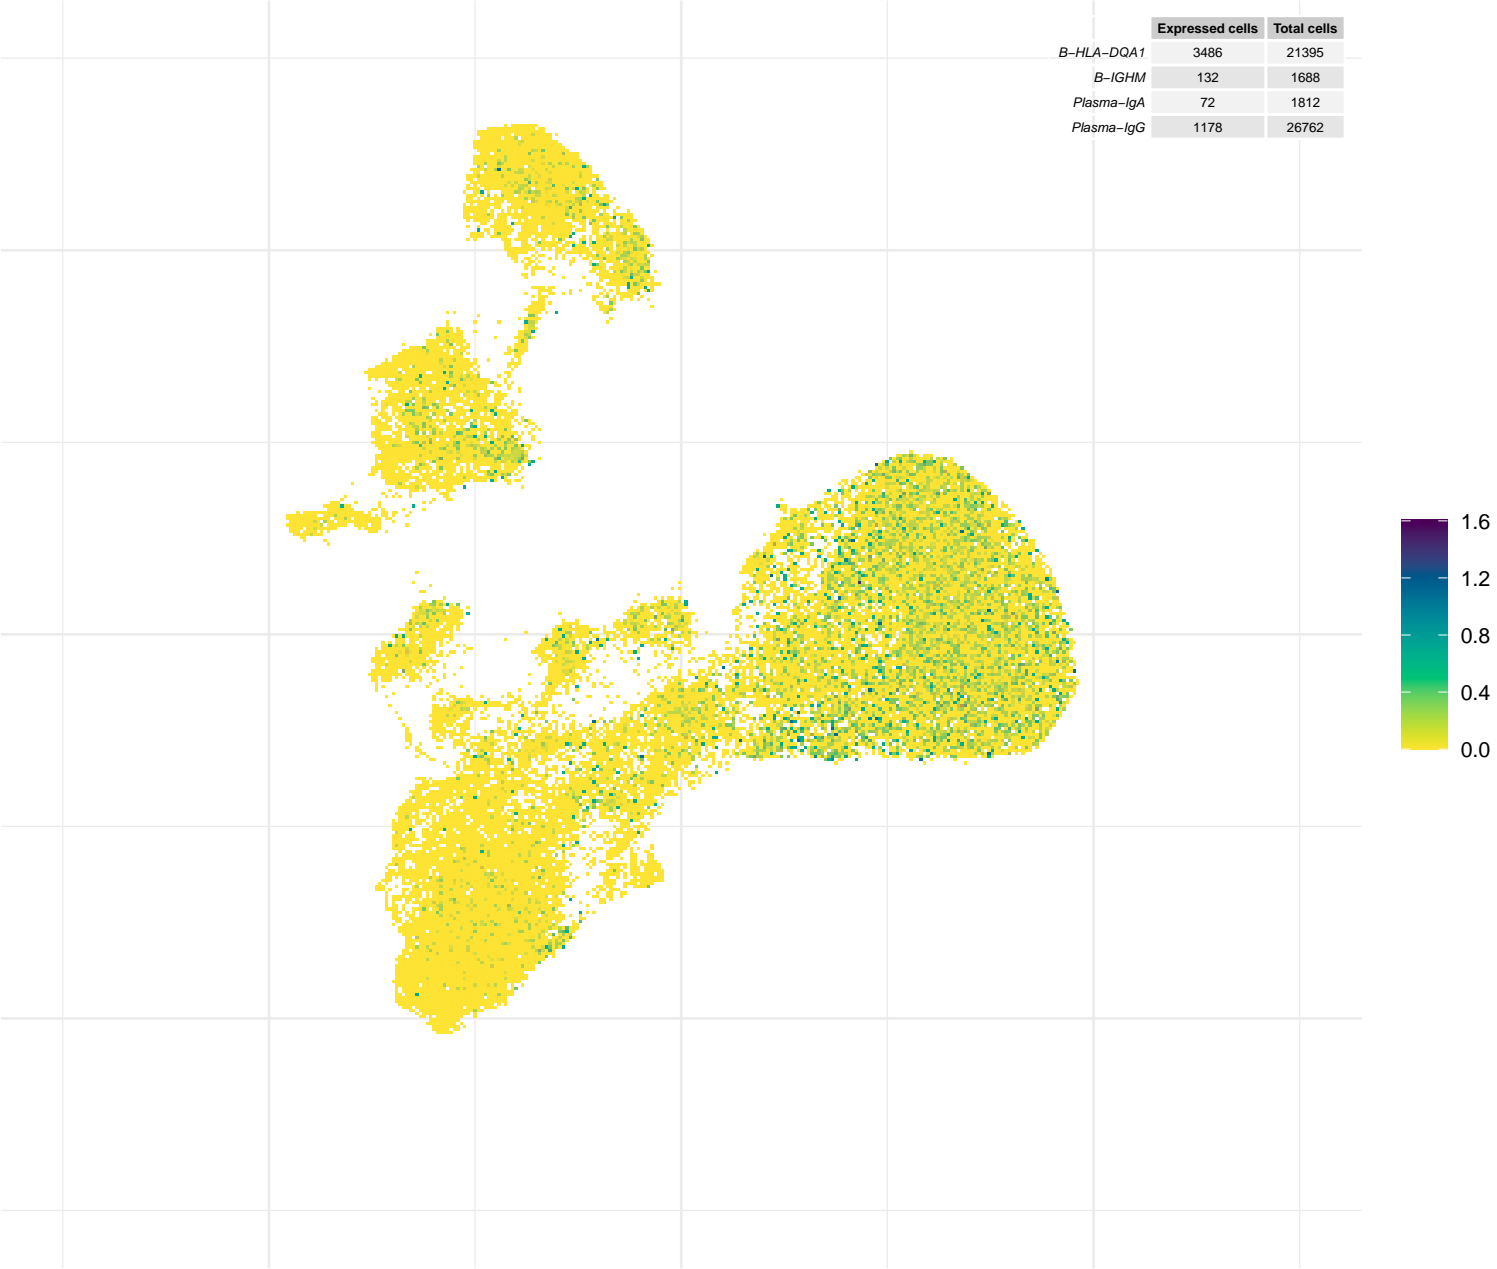 Expressed cells Total cells
B−HLA−DQA1 3486 21395
B−IGHM 132 1688
Plasma−IgA 72 1812
Plasma−IgG 1178 26762
1.6
1.2
0.8
0.4
0.0